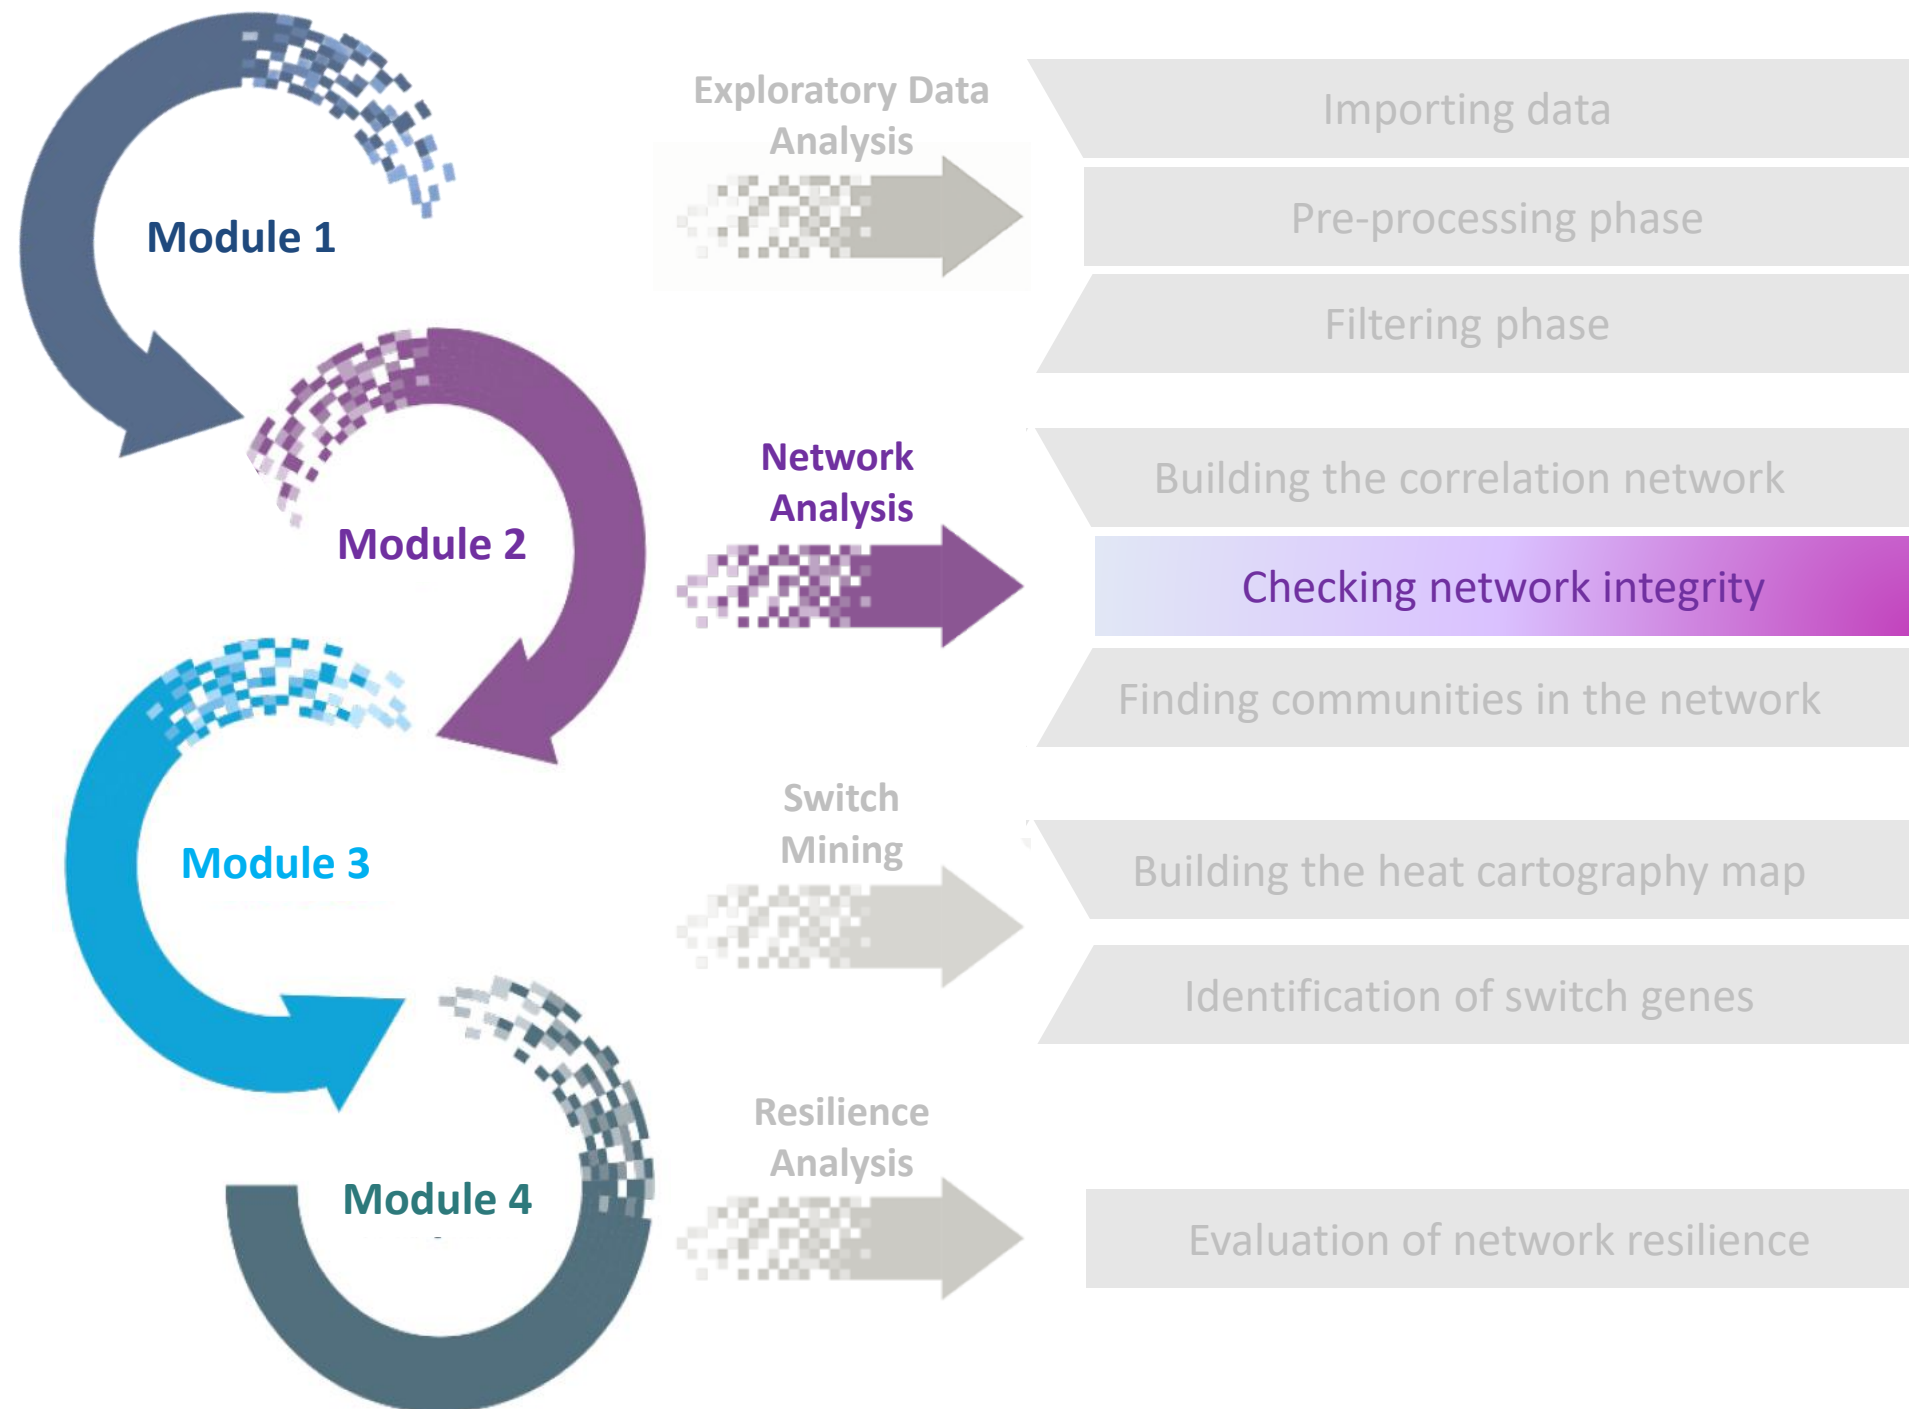 Module 1
Exploratory Data
Analysis
Importing data
Pre-processing phase
Filtering phase
Module 2
Network
Analysis
Building the correlation network
Checking network integrity
Finding communities in the network
Module 3
Switch
Mining
Building the heat cartography map
Identification of switch genes
Module 4
Resilience
Analysis
Evaluation of network resilience